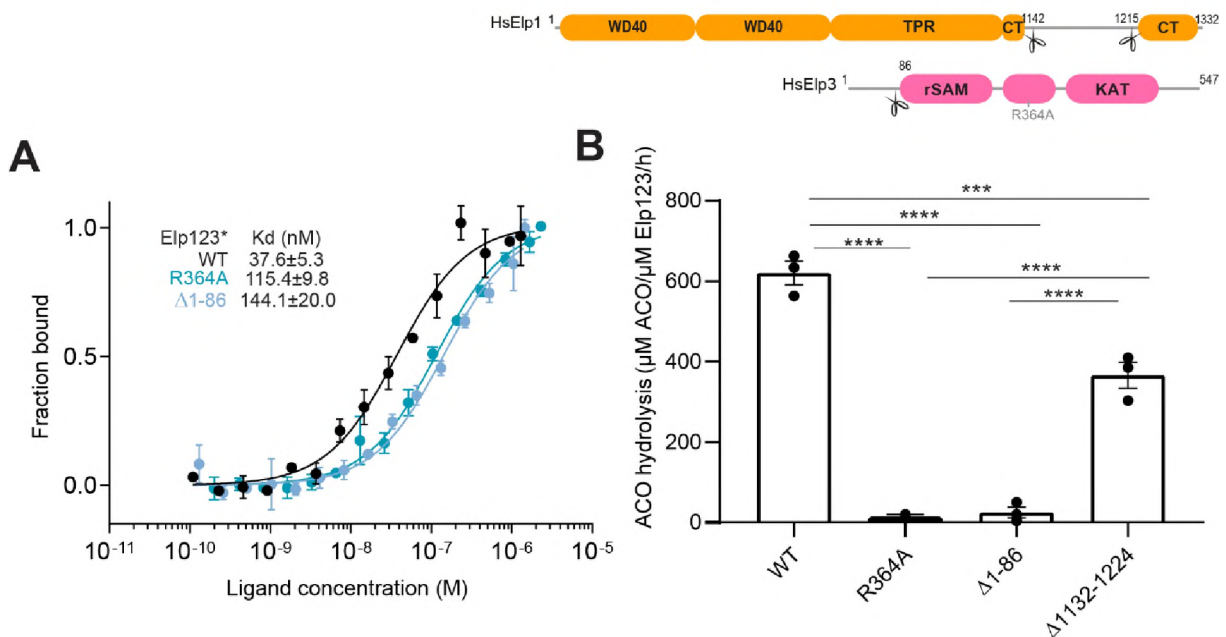 HsElp1 1 WD40 WD40 TPR CT 1142 1215 CT 1332
HsElp3 1 86 rSAM KAT 547
R364A
A
Elp123* Kd (nM)
WT 37.6±5.3
R364A 115.4±9.8
Δ1-86 144.1±20.0
Fraction bound
1.0
0.5
0.0
10-11 10-10 10-9 10-8 10-7 10-6 10-5
Ligand concentration (M)
B
ACO hydrolysis (µM ACO/µM Elp123/h)
800
600
400
200
0
***
****
****
****
****
WT
R364A
Δ1-86
Δ1132-1224